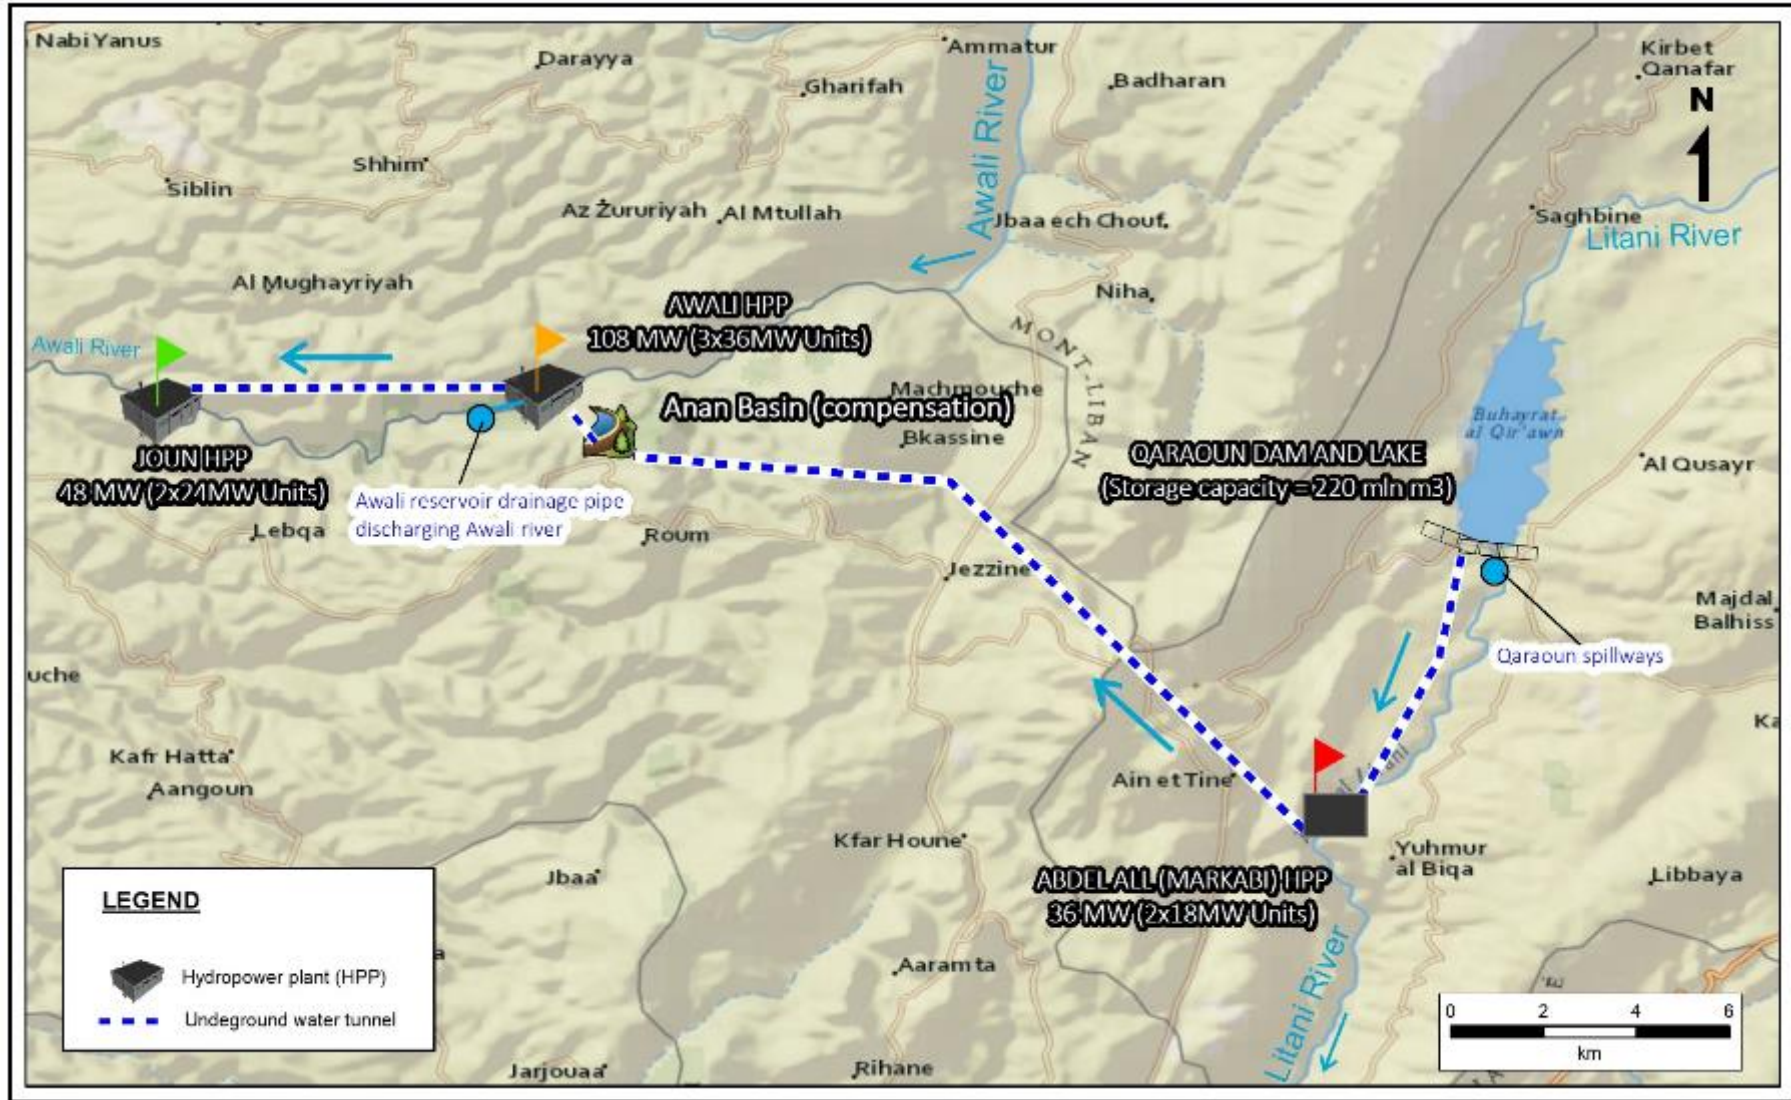 Nabi Yanus
Darayya
Ammatur
Gharifah
Badharan
Kirbet
Qanafar
N
Awali River
Shhim
Siblin
Az Zururiyah
Al Mtullah
Jbaa ech Chouf
Saghbine
Litani River
Al Mughayriyah
Niha
AWALI HPP
108 MW (3x36MW Units)
MONT-LIBAN
Awali River
Machmouche
Anan Basin (compensation)
Bkassine
Buhayrat
al Qir'awn
JOUN HPP
48 MW (2x24MW Units)
QARAOUN DAM AND LAKE
(Storage capacity = 220 mln m3)
Al Qusayr
Awali reservoir drainage pipe
discharging Awali river
Lebqa
Roum
Jezzine
Majdal
Balhiss
Qaraoun spillways
uche
Ka
Kafr Hatta
Aangoun
Ain et Tine
Kfar Houne
Yuhmur
al Biqa
Jbaa
ABDEL ALL (MARKABI) HPP
36 MW (2x18MW Units)
Libbaya
LEGEND
Hydropower plant (HPP)
Undeground water tunnel
a
Aaramta
Litani River
0 2 4 6
km
Jarjouaa
Rihane